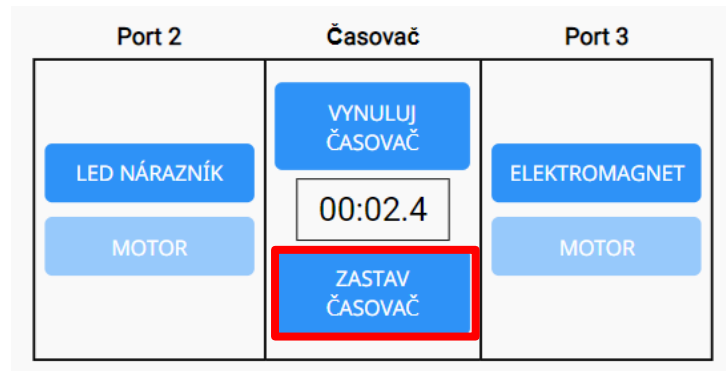 Port 2
Časovač
Port 3
LED NÁRAZNÍK
MOTOR
VYNULUJ
ČASOVAČ
00:02.4
ZASTAV
ČASOVAČ
ELEKTROMAGNET
MOTOR